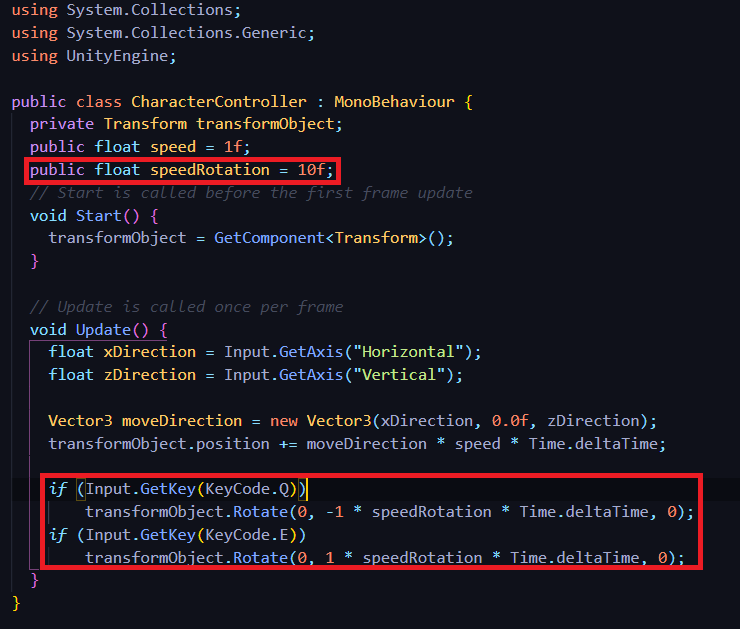 using System.Collections;
using System.Collections.Generic;
using UnityEngine;
public class CharacterController : MonoBehaviour {
private Transform transformObject;
public float speed = 1f;
public float speedRotation = 10f;
// Start is called before the first frame update
void Start() {
transformObject = GetComponent<Transform>();
}
// Update is called once per frame
void Update() {
float xDirection = Input.GetAxis("Horizontal");
float zDirection = Input.GetAxis("Vertical");
Vector3 moveDirection = new Vector3(xDirection, 0.0f, zDirection);
transformObject.position += moveDirection * speed * Time.deltaTime;
if (Input.GetKey(KeyCode.Q))
transformObject.Rotate(0, -1 * speedRotation * Time.deltaTime, 0);
if (Input.GetKey(KeyCode.E))
transformObject.Rotate(0, 1 * speedRotation * Time.deltaTime, 0);
}
}